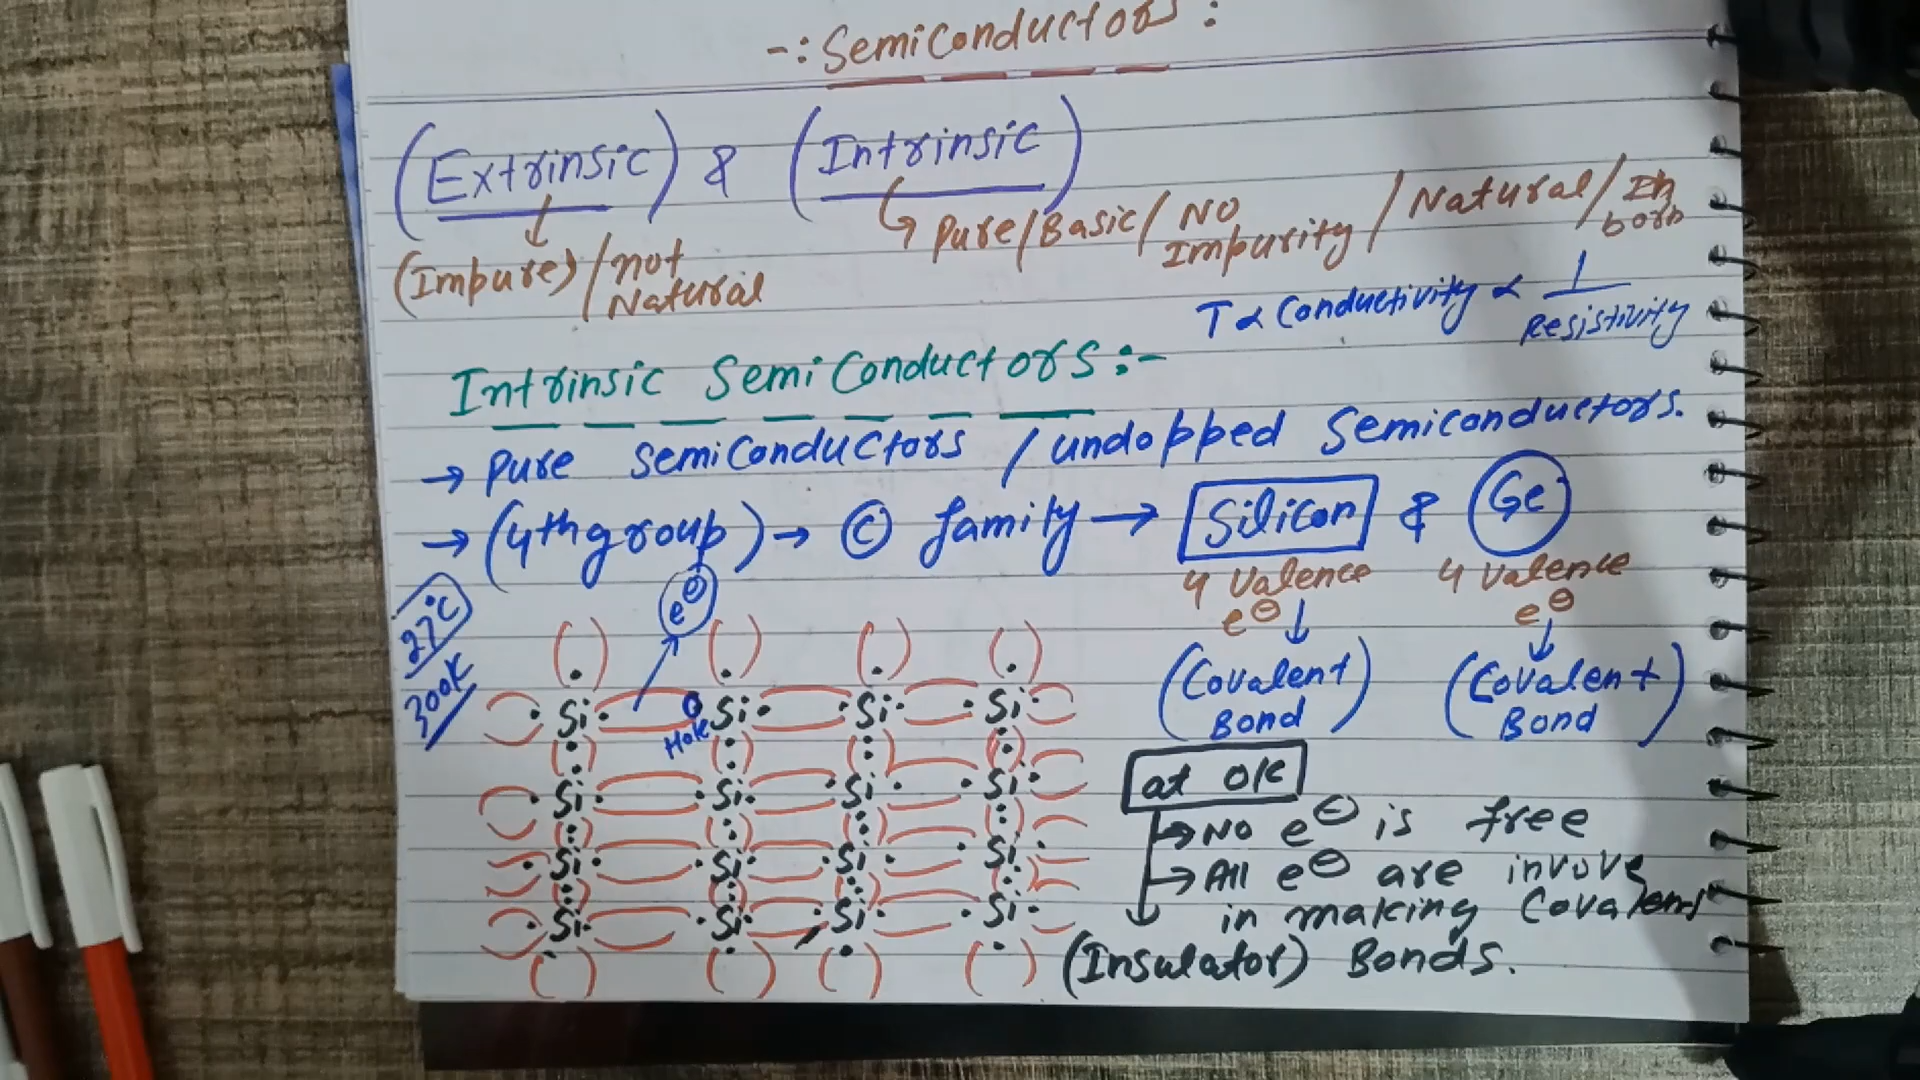 -: Semiconductors :
(Extrinsic) & (Intrinsic)
(Impure) / not Natural
Pure/Basic/ NO Impurity / Natural / In born
T ∝ Conductivity ∝ 1 / Resistivity
Intrinsic Semiconductors :-
→ Pure semiconductors / undopped Semiconductors.
→ (4th group) → © family → Silicon & Ge
4 Valence e⊖ ↓ (Covalent Bond)
4 Valence e⊖ ↓ (Covalent Bond)
27°C
300K
e⊖
Hole
Si Si Si Si
Si Si Si Si
Si Si Si Si
Si Si Si Si
at 0K
→ No e⊖ is free
→ All e⊖ are involve
in making Covalent
(Insulator) Bonds.